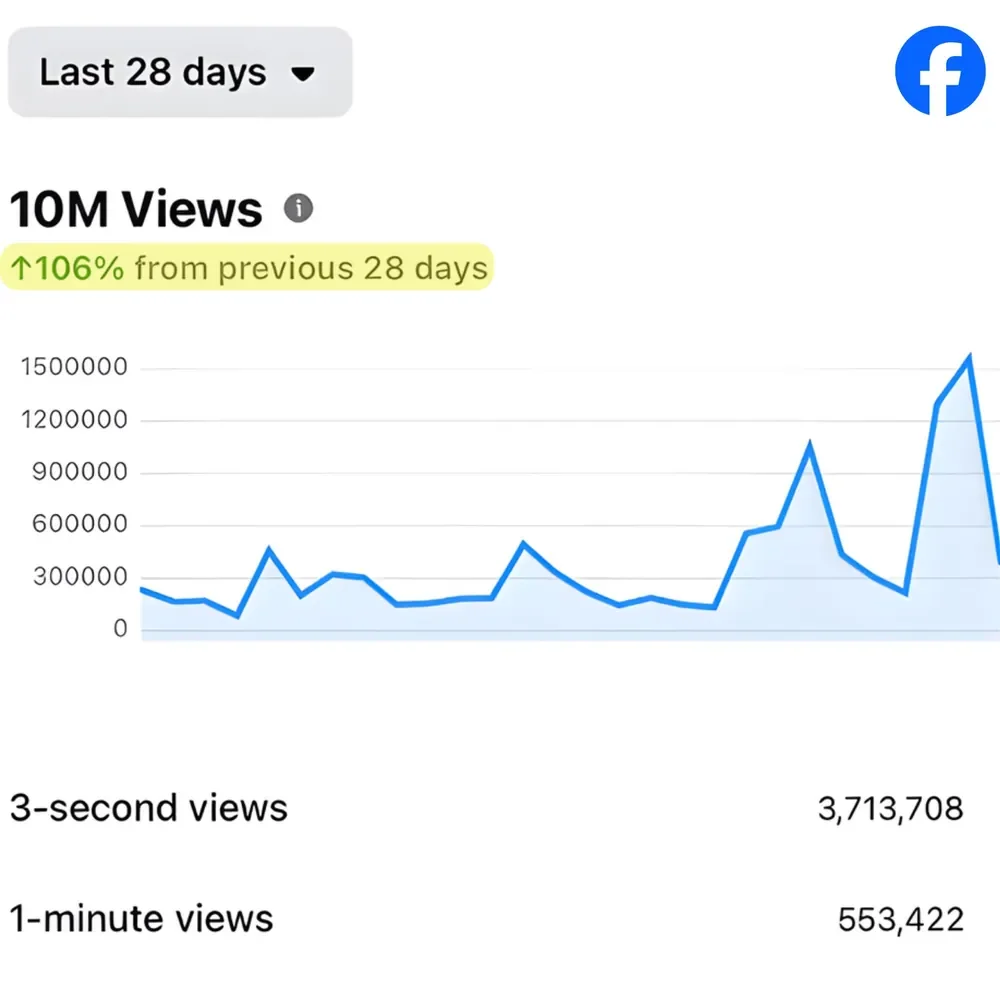 Last 28 days
10M Views
↑106% from previous 28 days
1500000
1200000
900000
600000
300000
0
3-second views 3,713,708
1-minute views 553,422